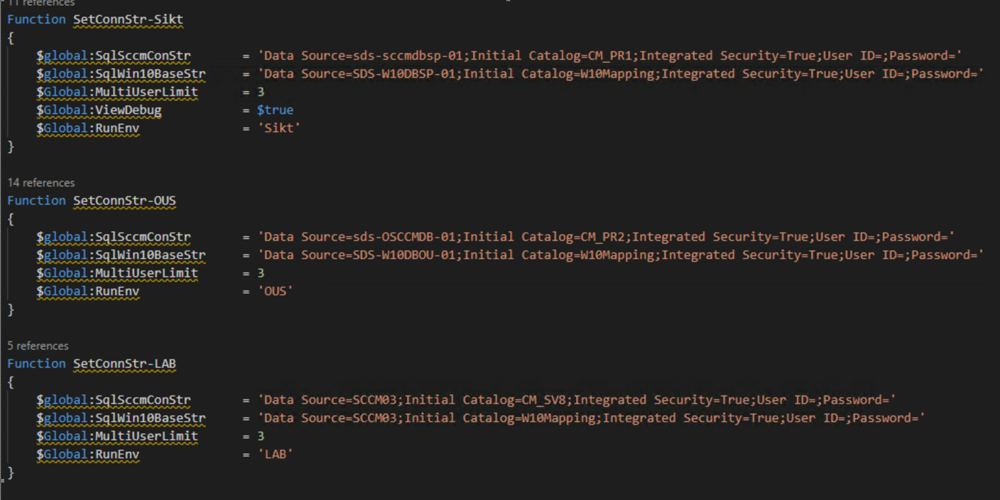 11 references
Function SetConnStr-Sikt
{
$global:SqlSccmConStr = 'Data Source=sds-sccmdbsp-01;Initial Catalog=CM_PR1;Integrated Security=True;User ID=;Password='
$global:SqlWin10BaseStr = 'Data Source=SDS-W10DBSP-01;Initial Catalog=W10Mapping;Integrated Security=True;User ID=;Password='
$Global:MultiUserLimit = 3
$Global:ViewDebug = $true
$Global:RunEnv = 'Sikt'
}
14 references
Function SetConnStr-OUS
{
$global:SqlSccmConStr = 'Data Source=sds-OSCCMDB-01;Initial Catalog=CM_PR2;Integrated Security=True;User ID=;Password='
$global:SqlWin10BaseStr = 'Data Source=SDS-W10DBOU-01;Initial Catalog=W10Mapping;Integrated Security=True;User ID=;Password='
$Global:MultiUserLimit = 3
$Global:RunEnv = 'OUS'
}
5 references
Function SetConnStr-LAB
{
$global:SqlSccmConStr = 'Data Source=SCCM03;Initial Catalog=CM_SV8;Integrated Security=True;User ID=;Password='
$global:SqlWin10BaseStr = 'Data Source=SCCM03;Initial Catalog=W10Mapping;Integrated Security=True;User ID=;Password='
$Global:MultiUserLimit = 3
$Global:RunEnv = 'LAB'
}